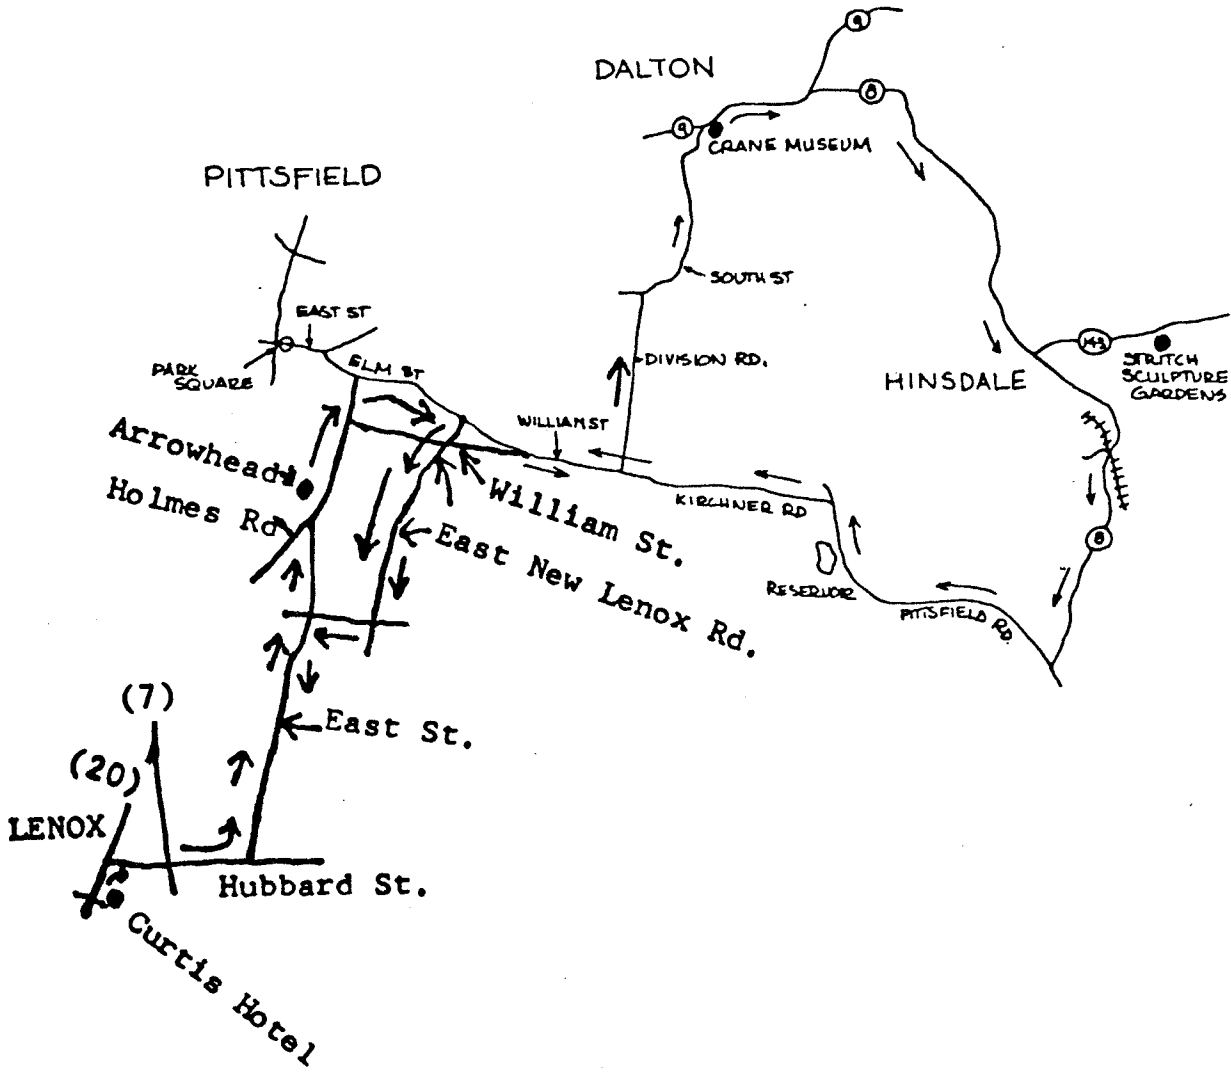 9
DALTON
8
9
CRANE MUSEUM
PITTSFIELD
SOUTH ST
EAST ST
143
PARK
SQUARE
ELM ST
DIVISION RD.
HINSDALE
STRITCH
SCULPTURE
GARDENS
WILLIAM ST
Arrowhead
Holmes Rd
William St.
KIRCHNER RD
8
East New Lenox Rd.
RESERVOIR
PITTSFIELD RD.
(7)
East St.
(20)
LENOX
Hubbard St.
Curtis Hotel